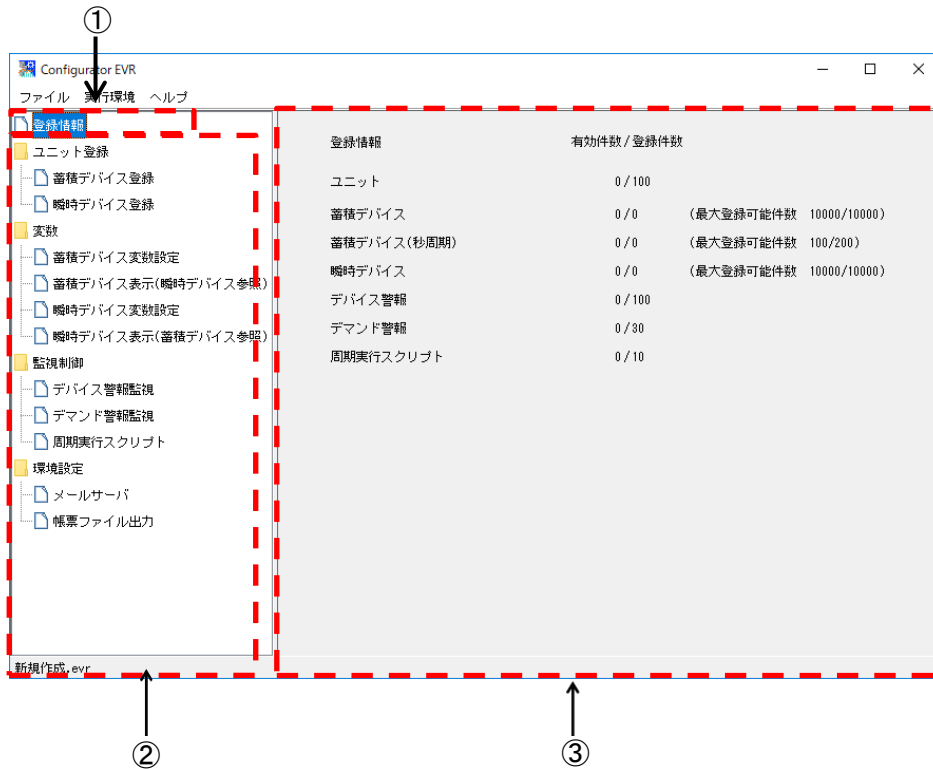 ①
Configurator EVR
ファイル 実行環境 ヘルプ
登録情報
ユニット登録
蓄積デバイス登録
瞬時デバイス登録
変数
蓄積デバイス変数設定
蓄積デバイス表示(瞬時デバイス参照)
瞬時デバイス変数設定
瞬時デバイス表示(蓄積デバイス参照)
監視制御
デバイス警報監視
デマンド警報監視
周期実行スクリプト
環境設定
メールサーバ
帳票ファイル出力
新規作成.evr
登録情報 有効件数/登録件数
ユニット 0/100
蓄積デバイス 0/0 (最大登録可能件数 10000/10000)
蓄積デバイス(秒周期) 0/0 (最大登録可能件数 100/200)
瞬時デバイス 0/0 (最大登録可能件数 10000/10000)
デバイス警報 0/100
デマンド警報 0/30
周期実行スクリプト 0/10
②
③